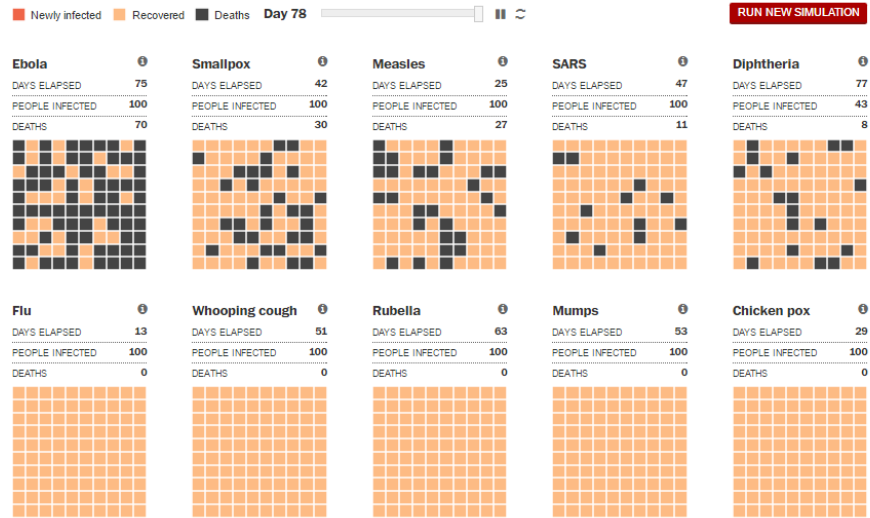 Newly infected Recovered Deaths Day 78 RUN NEW SIMULATION
Ebola Smallpox Measles SARS Diphtheria
DAYS ELAPSED 75 DAYS ELAPSED 42 DAYS ELAPSED 25 DAYS ELAPSED 47 DAYS ELAPSED 77
PEOPLE INFECTED 100 PEOPLE INFECTED 100 PEOPLE INFECTED 100 PEOPLE INFECTED 100 PEOPLE INFECTED 43
DEATHS 70 DEATHS 30 DEATHS 27 DEATHS 11 DEATHS 8
Flu Whooping cough Rubella Mumps Chicken pox
DAYS ELAPSED 13 DAYS ELAPSED 51 DAYS ELAPSED 63 DAYS ELAPSED 53 DAYS ELAPSED 29
PEOPLE INFECTED 100 PEOPLE INFECTED 100 PEOPLE INFECTED 100 PEOPLE INFECTED 100 PEOPLE INFECTED 100
DEATHS 0 DEATHS 0 DEATHS 0 DEATHS 0 DEATHS 0